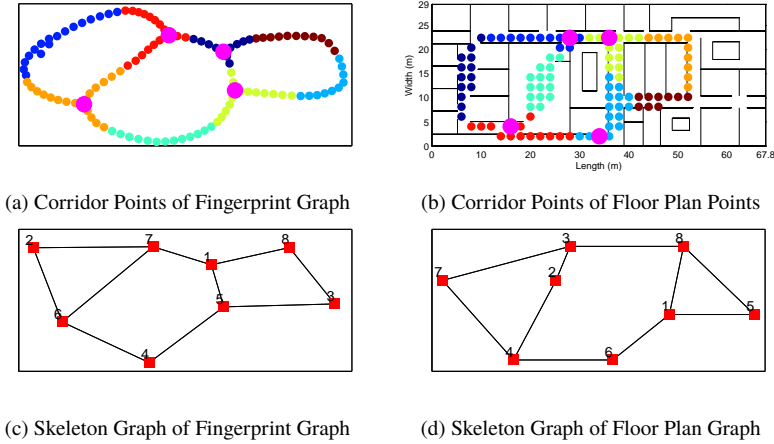 29
25
20
15
10
5
0
Width (m)
0 10 20 30 40 50 60 67.8
Length (m)
(a) Corridor Points of Fingerprint Graph
(b) Corridor Points of Floor Plan Points
2 7 1 8
6 5 3
4
3 8
7 2
1 5
4 6
(c) Skeleton Graph of Fingerprint Graph
(d) Skeleton Graph of Floor Plan Graph